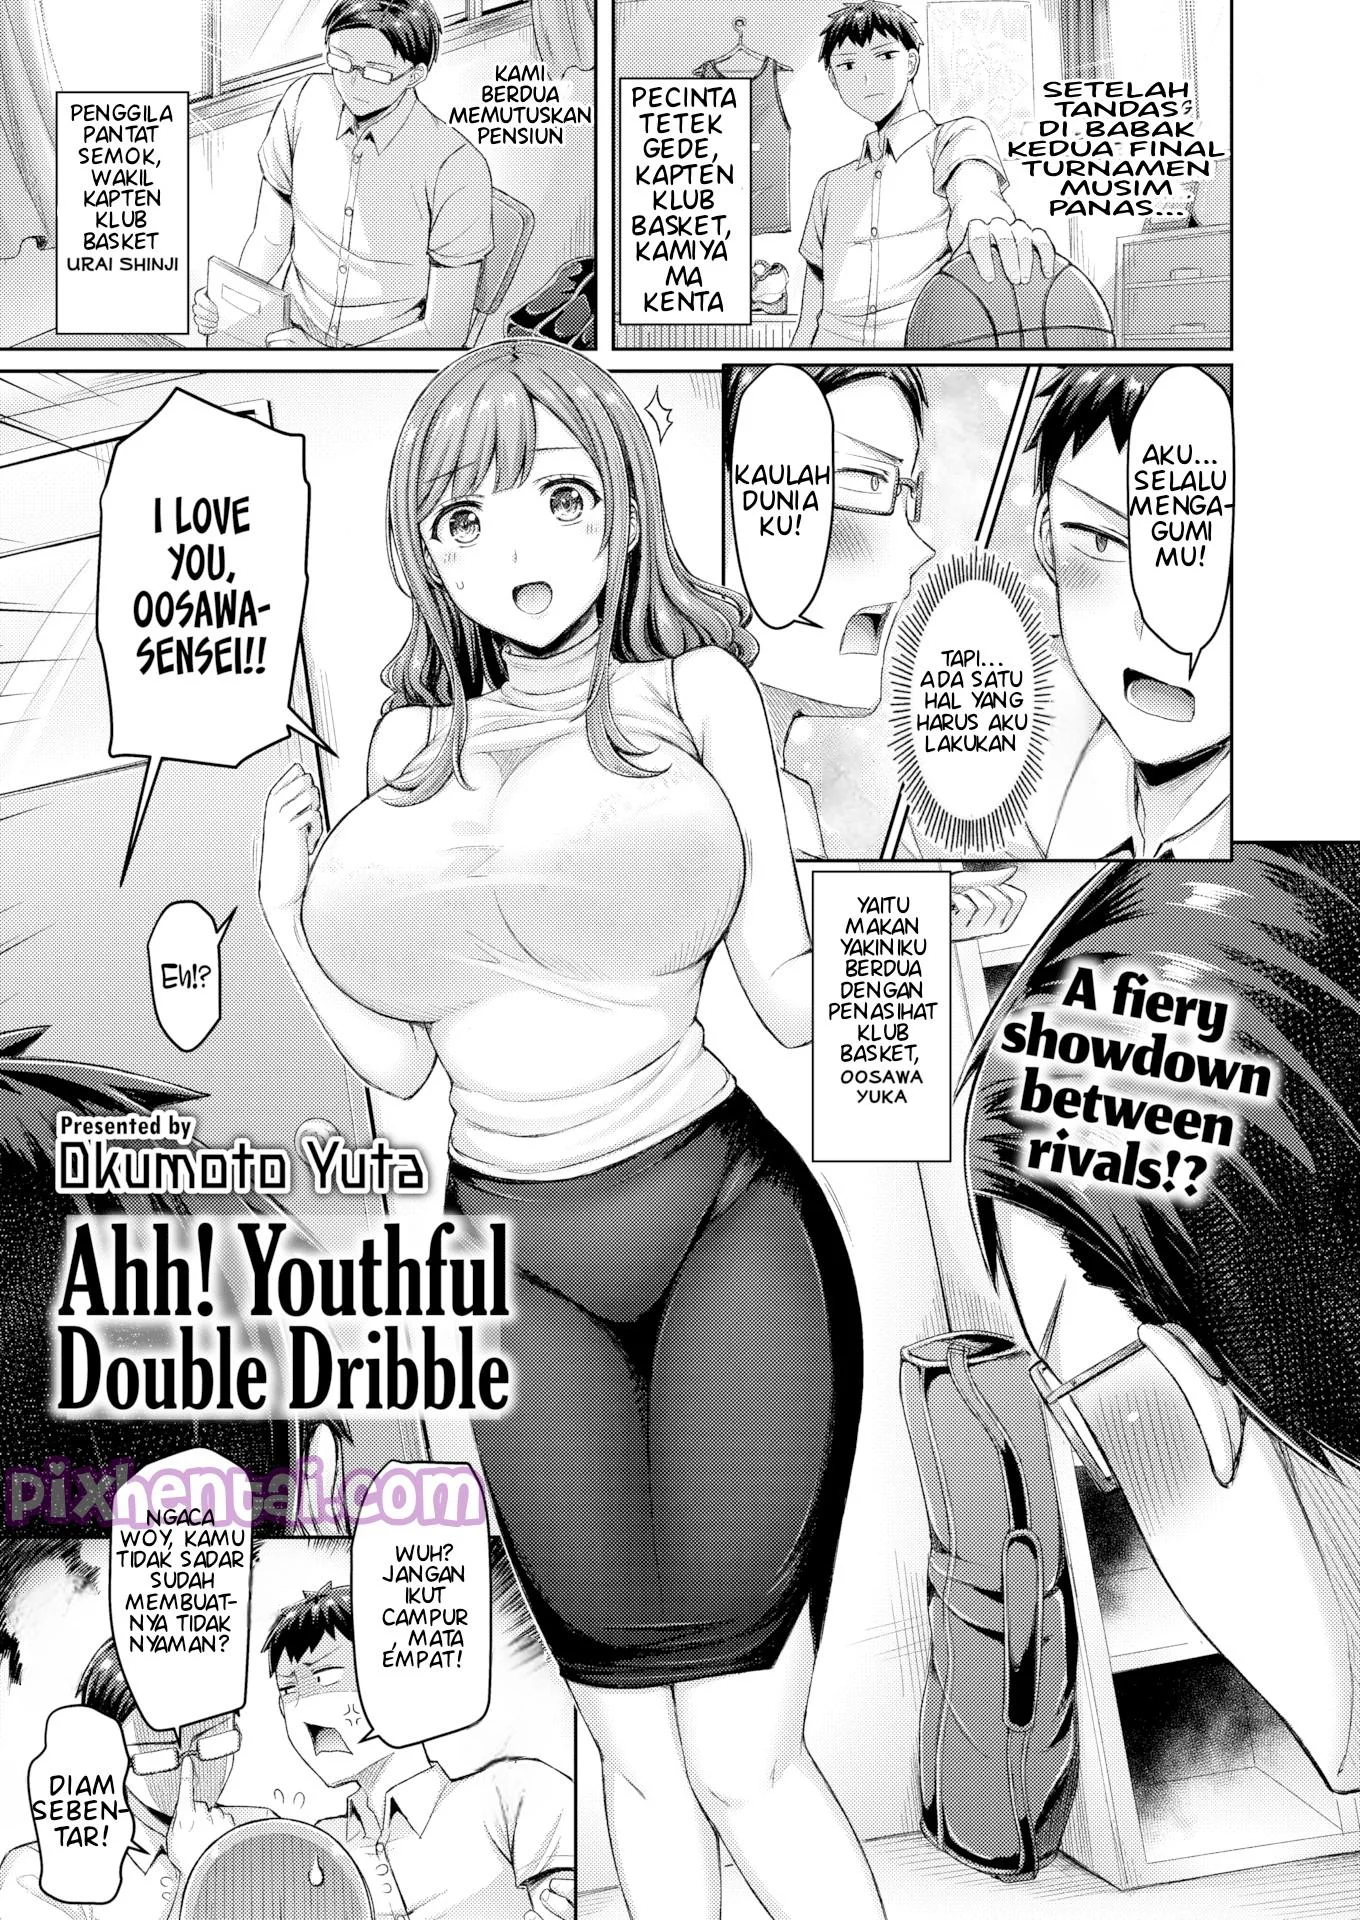 SETELAH
TANDAS
DI BABAK
KEDUA FINAL
TURNAMEN
MUSIM
PANAS...
PECINTA
TETEK
GEDE,
KAPTEN
KLUB
BASKET,
KAMIYA
MA
KENTA
KAMI
BERDUA
MEMUTUSKAN
PENSIUN
PENGGILA
PANTAT
SEMOK,
WAKIL
KAPTEN
KLUB
BASKET
URAI SHINJI
AKU...
SELALU
MENGA-
GUMI
MU!
KAULAH
DUNIA
KU!
TAPI...
ADA SATU
HAL YANG
HARUS AKU
LAKUKAN
YAITU
MAKAN
YAKINIKU
BERDUA
DENGAN
PENASIHAT
KLUB
BASKET,
OOSAWA
YUKA
I LOVE
YOU,
OOSAWA-
SENSEI!!
EH!?
A fiery
showdown
between
rivals!?
Presented by
Okumoto Yuta
Ahh! Youthful
Double Dribble
pixhentai.com
WUH?
JANGAN
IKUT
CAMPUR
, MATA
EMPAT!
NGACA
WOY, KAMU
TIDAK SADAR
SUDAH
MEMBUAT-
NYA TIDAK
NYAMAN?
DIAM
SEBEN-
TAR!